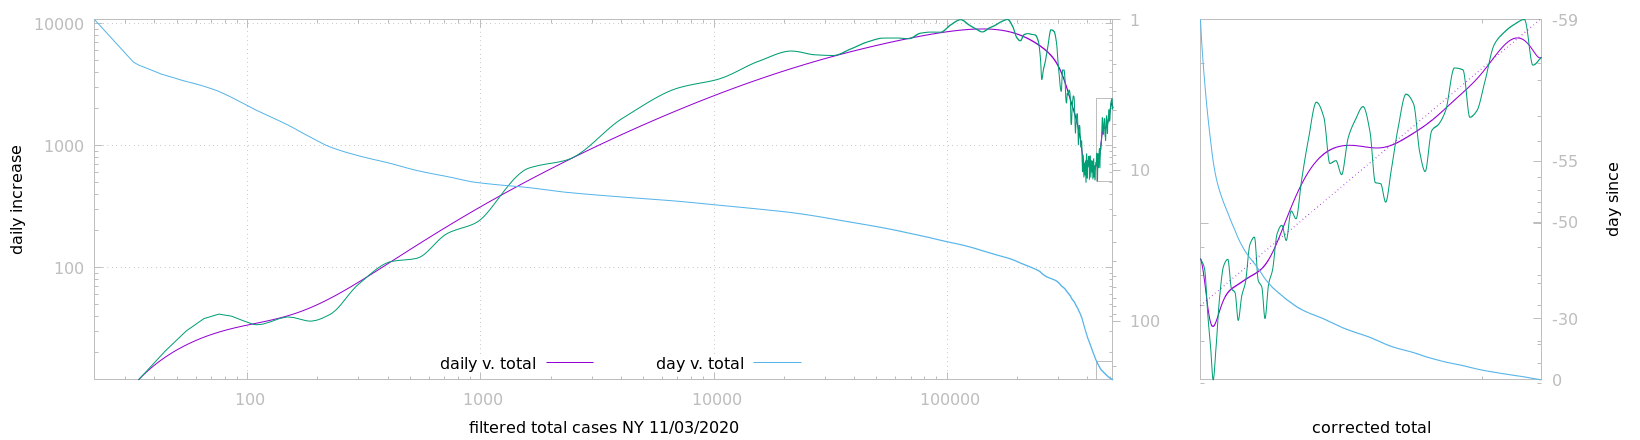 10000
1000
100
daily increase
daily v. total
day v. total
100
1000
10000
100000
filtered total cases NY 11/03/2020
1
10
100
-59
-55
-50
-30
0
day since
corrected total